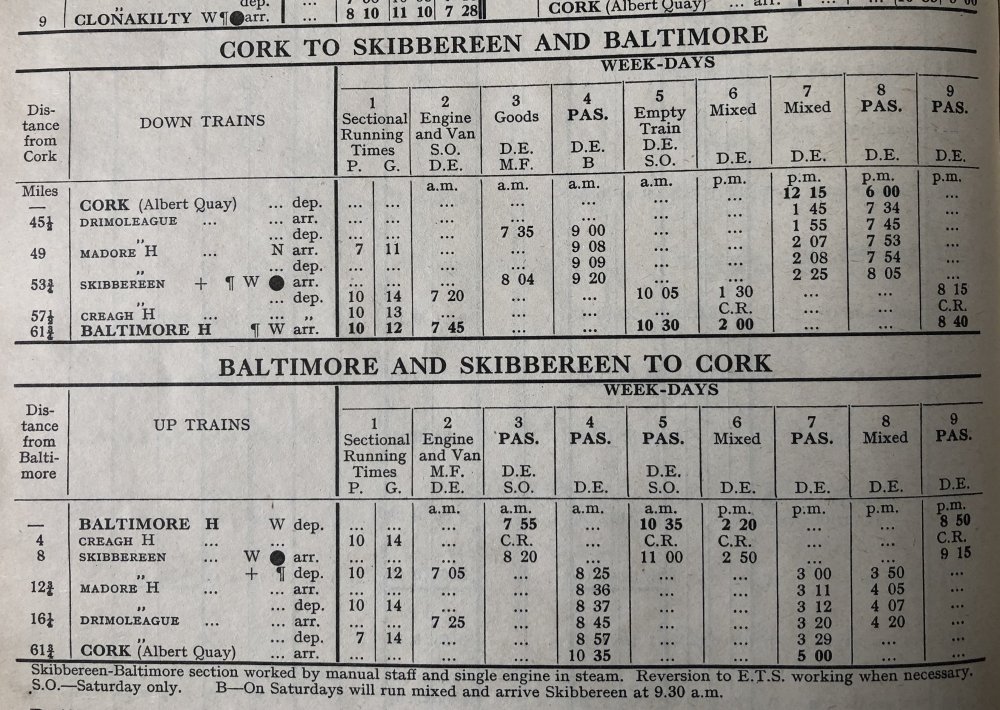 9 CLONAKILTY W¶●arr. ... 8 10 11 10 7 28
dep.
CORK (Albert Quay) ... arr.
CORK TO SKIBBEREEN AND BALTIMORE
WEEK-DAYS
Dis-
tance
from
Cork
DOWN TRAINS
1
Sectional
Running
Times
P. G.
2
Engine
and Van
S.O.
D.E.
3
Goods
D.E.
M.F.
4
PAS.
D.E.
B
5
Empty
Train
D.E.
S.O.
6
Mixed
D.E.
7
Mixed
D.E.
8
PAS.
D.E.
9
PAS.
D.E.
Miles a.m. a.m. a.m. a.m. p.m. p.m. p.m. p.m.
— CORK (Albert Quay) ... dep. ... ... ... ... ... ... ... 12 15 6 00 ...
45½ DRIMOLEAGUE ... ... arr. ... ... ... ... ... ... ... 1 45 7 34 ...
,, ... dep. ... ... ... 7 35 9 00 ... ... 1 55 7 45 ...
49 MADORE H ... N arr. 7 11 ... ... 9 08 ... ... 2 07 7 53 ...
,, ... dep. ... ... ... ... 9 09 ... ... 2 08 7 54 ...
53¾ SKIBBEREEN + ¶ W ● arr. ... ... ... 8 04 9 20 ... ... 2 25 8 05 ...
,, ... dep. 10 14 7 20 ... ... 10 05 1 30 ... ... 8 15
57½ CREAGH H ... ... ,, 10 13 ... ... ... ... C.R. ... ... C.R.
61¾ BALTIMORE H ¶ W arr. 10 12 7 45 ... ... 10 30 2 00 ... ... 8 40
BALTIMORE AND SKIBBEREEN TO CORK
WEEK-DAYS
Dis-
tance
from
Balti-
more
UP TRAINS
1
Sectional
Running
Times
P. G.
2
Engine
and Van
M.F.
D.E.
3
PAS.
D.E.
S.O.
4
PAS.
D.E.
5
PAS.
D.E.
S.O.
6
Mixed
D.E.
7
PAS.
D.E.
8
Mixed
D.E.
9
PAS.
D.E.
a.m. a.m. a.m. a.m. p.m. p.m. p.m. p.m.
— BALTIMORE H W dep. ... ... ... 7 55 ... 10 35 2 20 ... ... 8 50
4 CREAGH H ... ... ... 10 14 ... C.R. ... C.R. C.R. ... ... C.R.
8 SKIBBEREEN ... W ● arr. ... ... ... 8 20 ... 11 00 2 50 ... ... 9 15
,, + ¶ dep. 10 12 7 05 ... 8 25 ... ... 3 00 3 50 ...
12¾ MADORE H ... ... arr. ... ... ... ... 8 36 ... ... 3 11 4 05 ...
,, ... dep. 10 14 ... ... 8 37 ... ... 3 12 4 07 ...
16¼ DRIMOLEAGUE ... ... arr. ... ... 7 25 ... 8 45 ... ... 3 20 4 20 ...
,, ... dep. 7 14 ... ... 8 57 ... ... 3 29 ... ...
61¾ CORK (Albert Quay) ... arr. ... ... ... ... 10 35 ... ... 5 00 ... ...
Skibbereen-Baltimore section worked by manual staff and single engine in steam. Reversion to E.T.S. working when necessary.
S.O.—Saturday only. B—On Saturdays will run mixed and arrive Skibbereen at 9.30 a.m.